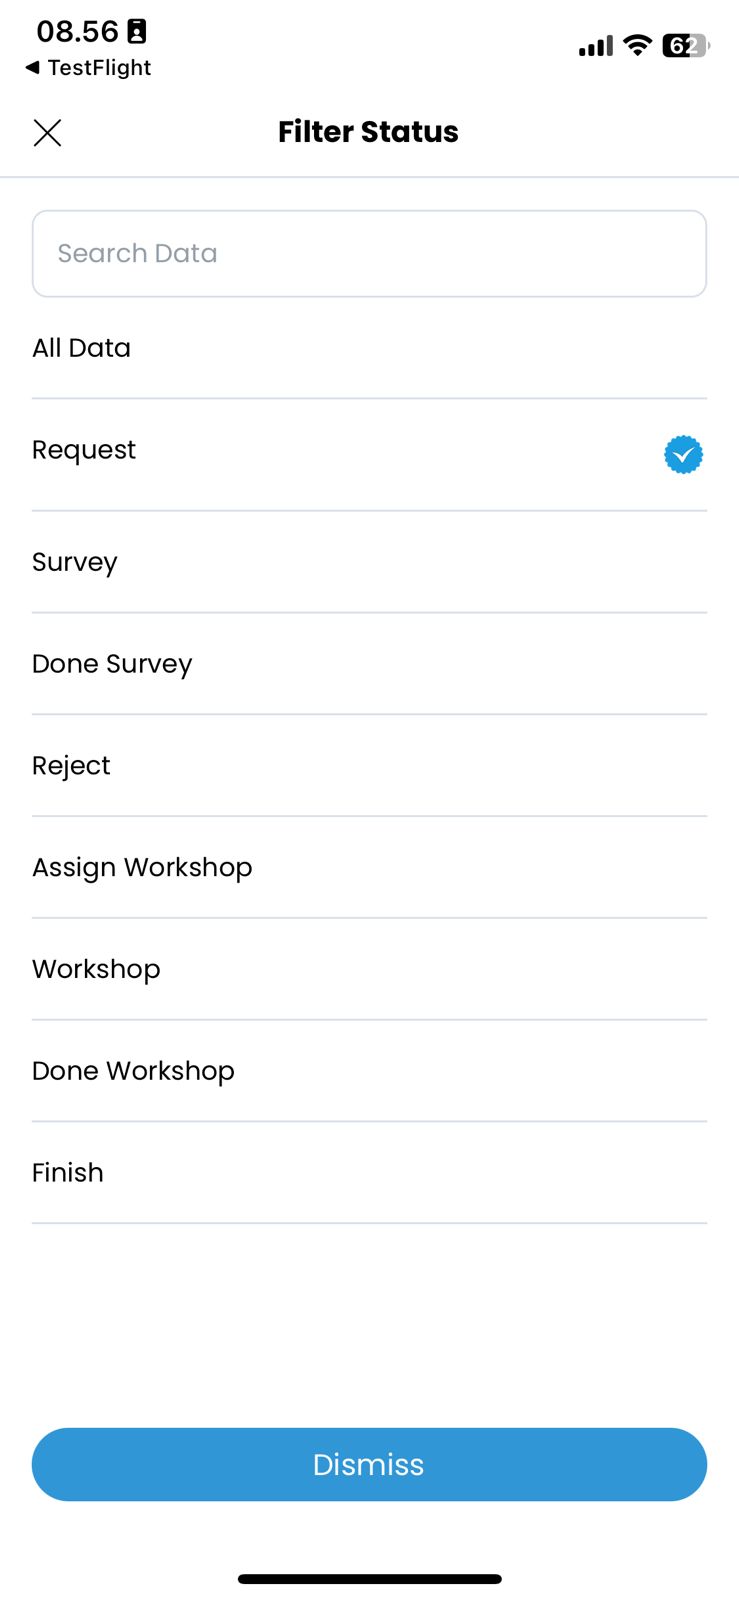 08.56
62
◀ TestFlight
Filter Status
Search Data
All Data
Request
Survey
Done Survey
Reject
Assign Workshop
Workshop
Done Workshop
Finish
Dismiss